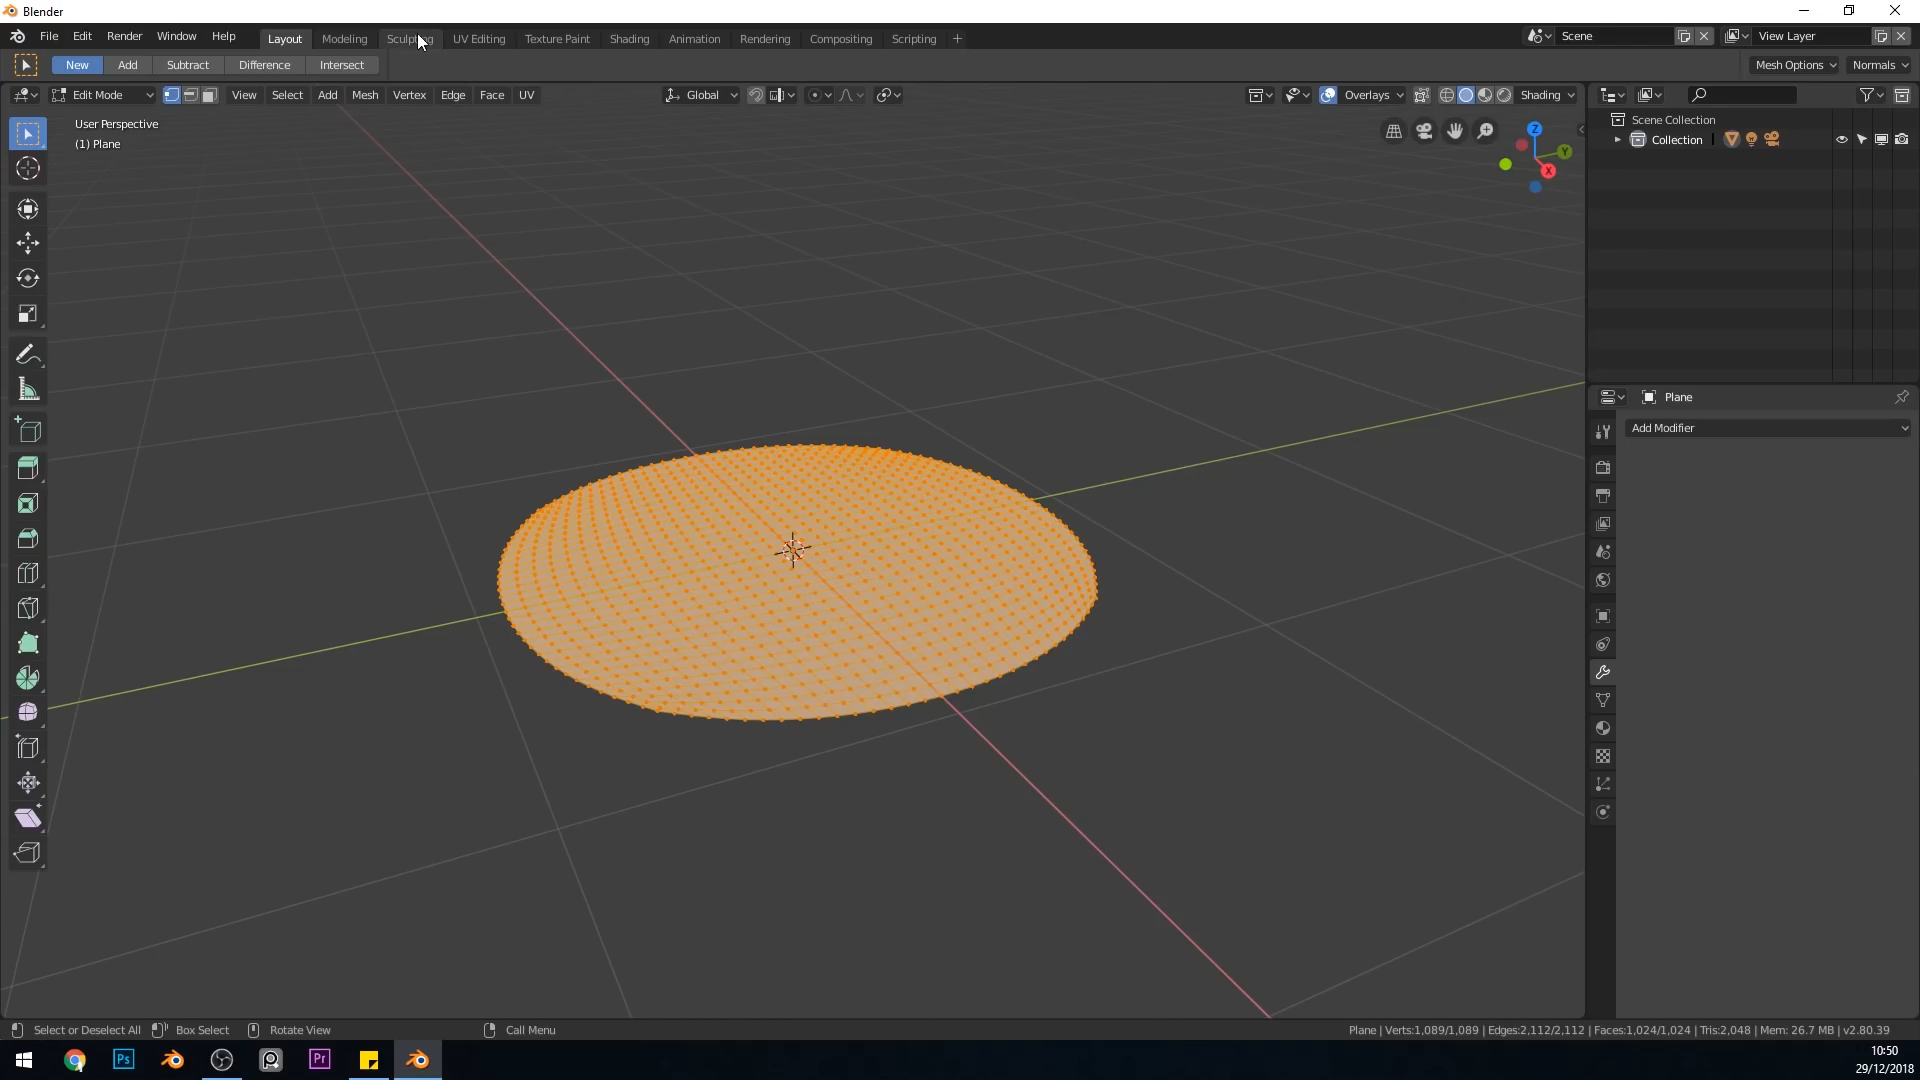 Blender
File Edit Render Window Help Layout Modeling Sculpting UV Editing Texture Paint Shading Animation Rendering Compositing Scripting + Scene View Layer
New Add Subtract Difference Intersect Mesh Options Normals
Edit Mode View Select Add Mesh Vertex Edge Face UV Global Overlays Shading
User Perspective
(1) Plane
Z
Y
X
Scene Collection
Collection
Plane
Add Modifier
Select or Deselect All Box Select Rotate View Call Menu Plane | Verts:1,089/1,089 | Edges:2,112/2,112 | Faces:1,024/1,024 | Tris:2,048 | Mem: 26.7 MB | v2.80.39
Ps Pr
10:50
29/12/2018